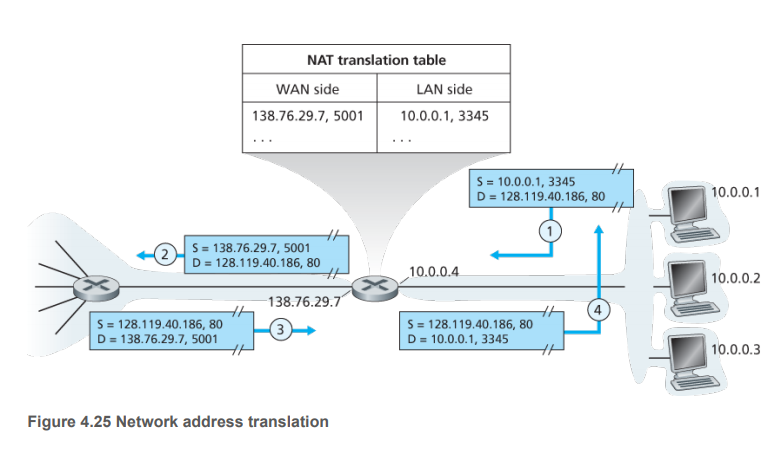 NAT translation table
WAN side LAN side
138.76.29.7, 5001 10.0.0.1, 3345
. . . . . .
S = 10.0.0.1, 3345
D = 128.119.40.186, 80
10.0.0.1
1
2
S = 138.76.29.7, 5001
D = 128.119.40.186, 80
10.0.0.4
10.0.0.2
138.76.29.7
4
S = 128.119.40.186, 80
D = 138.76.29.7, 5001
3
S = 128.119.40.186, 80
D = 10.0.0.1, 3345
10.0.0.3
Figure 4.25 Network address translation